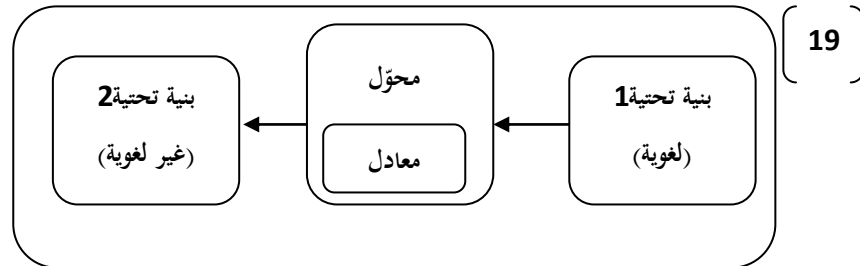 19
بنية تحتية1
(لغوية)
محوّل
معادل
بنية تحتية2
(غير لغوية)